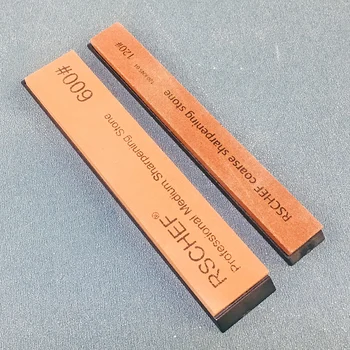 600#
RSCHEF®
Professional Medium Sharpening Stone
120#
RSCHEF coarse sharpening stone